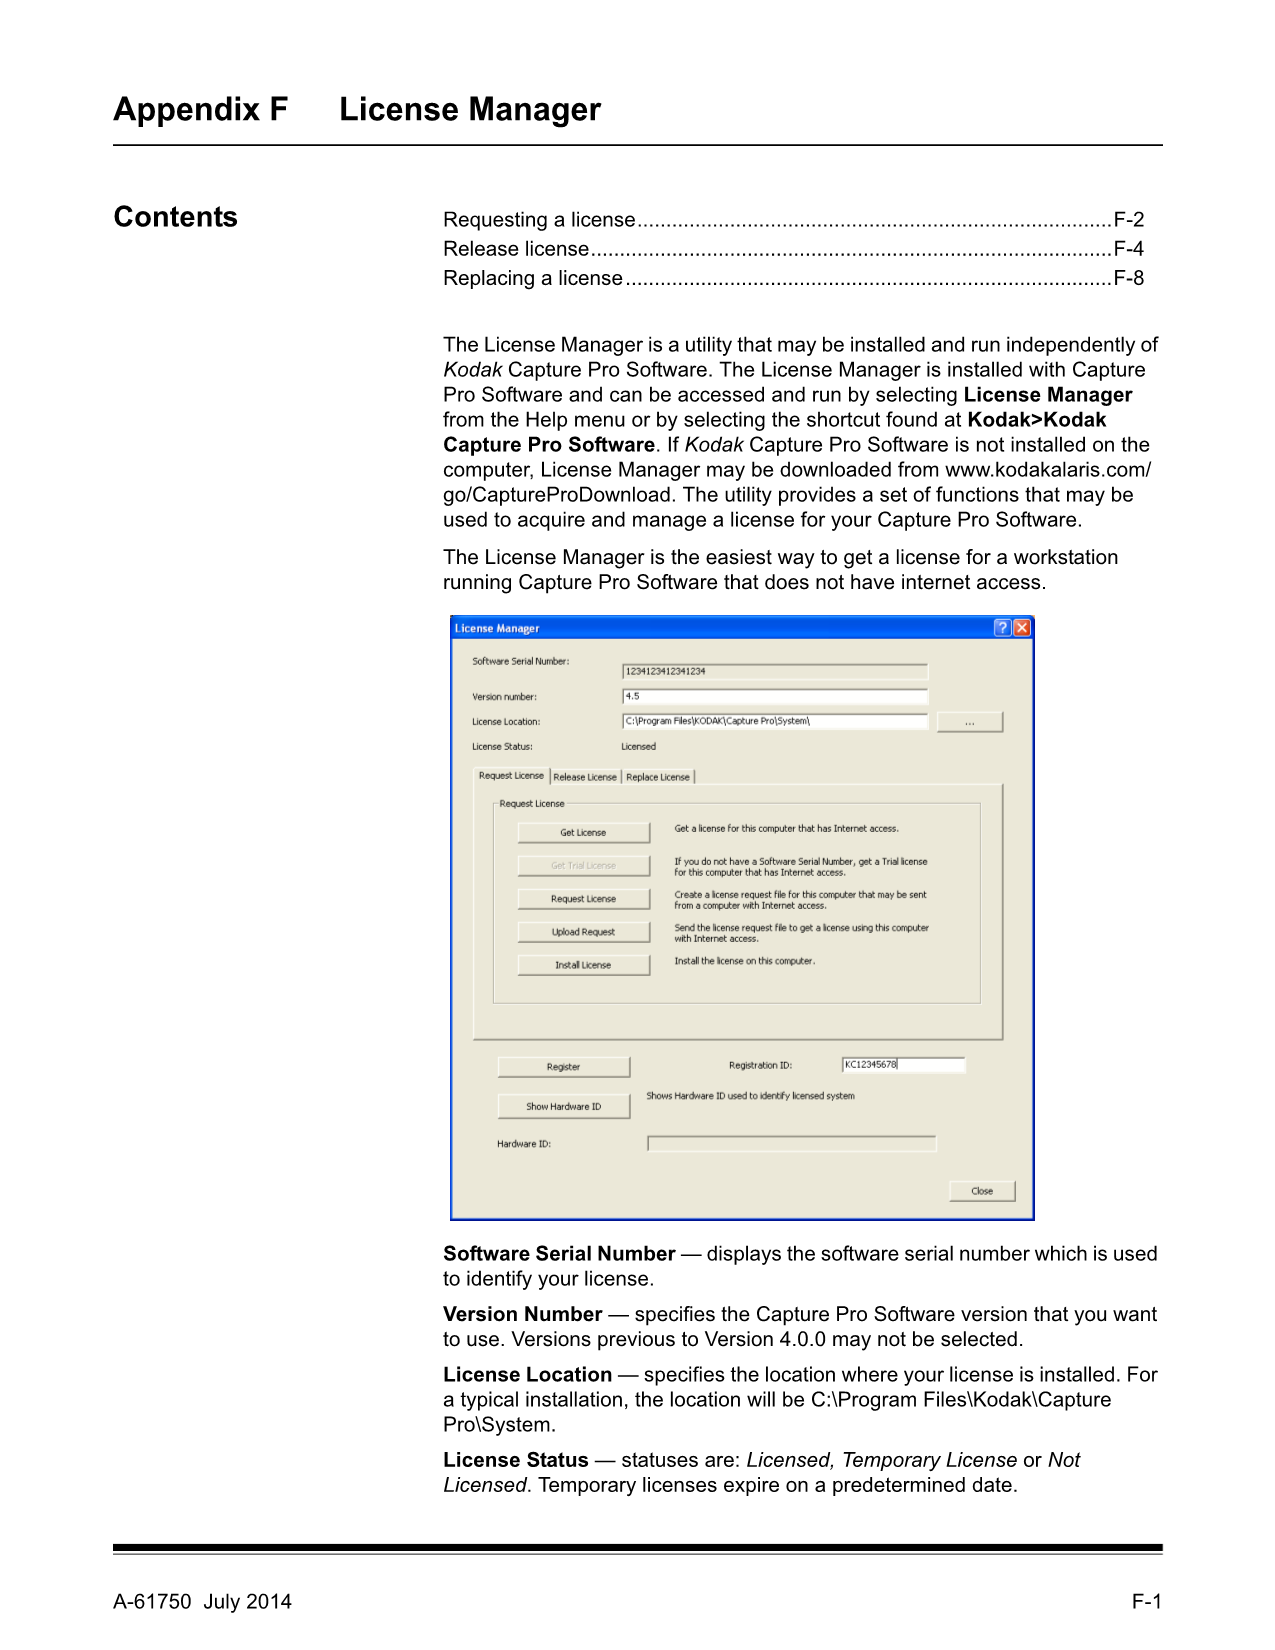 Appendix F License Manager
Contents
Requesting a license..................................................................................F-2
Release license..........................................................................................F-4
Replacing a license....................................................................................F-8
The License Manager is a utility that may be installed and run independently of
Kodak Capture Pro Software. The License Manager is installed with Capture
Pro Software and can be accessed and run by selecting License Manager
from the Help menu or by selecting the shortcut found at Kodak>Kodak
Capture Pro Software. If Kodak Capture Pro Software is not installed on the
computer, License Manager may be downloaded from www.kodakalaris.com/
go/CaptureProDownload. The utility provides a set of functions that may be
used to acquire and manage a license for your Capture Pro Software.
The License Manager is the easiest way to get a license for a workstation
running Capture Pro Software that does not have internet access.
License Manager ?
Software Serial Number: 1234123412341234
Version number: 4.5
License Location: C:\Program Files\KODAK\Capture Pro\System\ ...
License Status: Licensed
Request License Release License Replace License
Request License
Get License Get a license for this computer that has Internet access.
Get Trial License If you do not have a Software Serial Number, get a Trial license
for this computer that has Internet access.
Request License Create a license request file for this computer that may be sent
from a computer with Internet access.
Upload Request Send the license request file to get a license using this computer
with Internet access.
Install License Install the license on this computer.
Register Registration ID: KC12345678
Show Hardware ID Shows Hardware ID used to identify licensed system
Hardware ID:
Close
Software Serial Number — displays the software serial number which is used
to identify your license.
Version Number — specifies the Capture Pro Software version that you want
to use. Versions previous to Version 4.0.0 may not be selected.
License Location — specifies the location where your license is installed. For
a typical installation, the location will be C:\Program Files\Kodak\Capture
Pro\System.
License Status — statuses are: Licensed, Temporary License or Not
Licensed. Temporary licenses expire on a predetermined date.
A-61750 July 2014 F-1